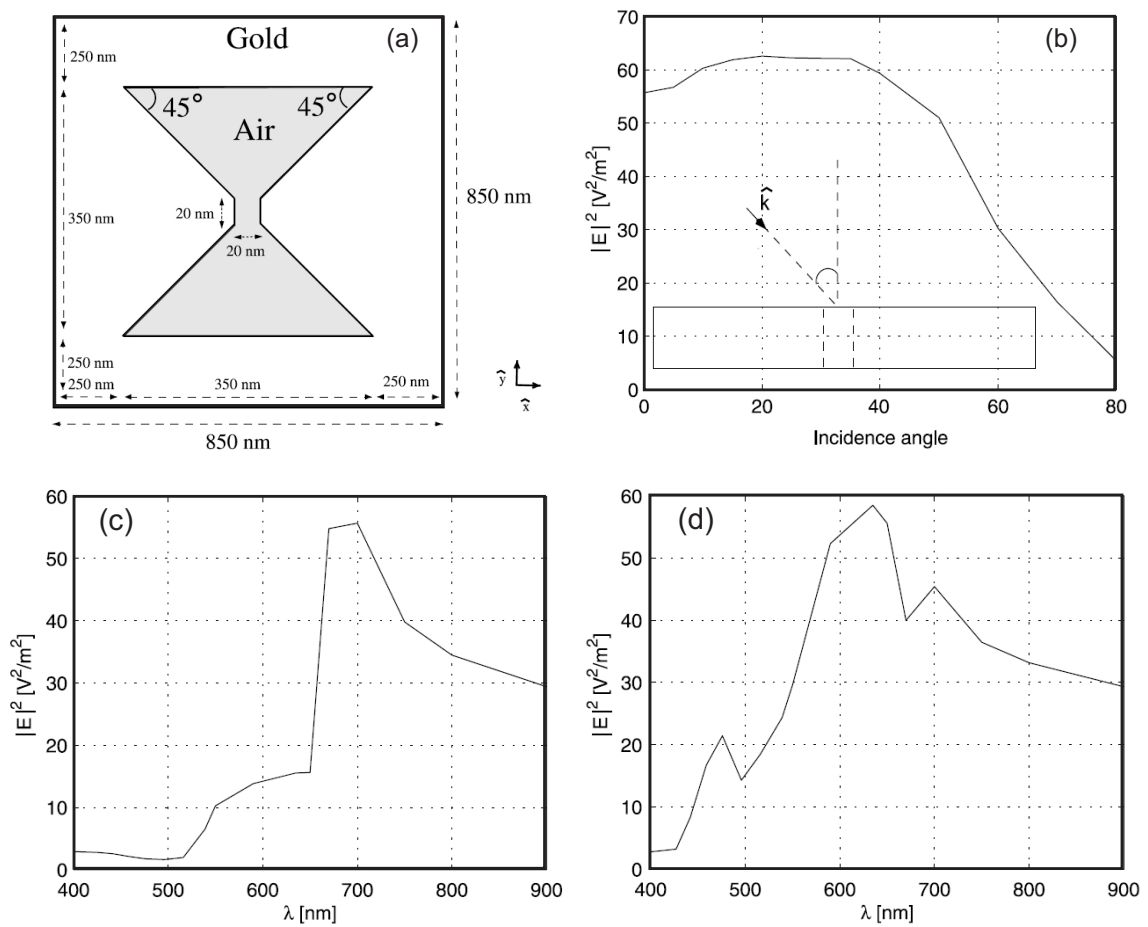 Gold
(a)
250 nm
45°
45°
Air
350 nm
20 nm
20 nm
850 nm
250 nm
250 nm
350 nm
250 nm
ŷ
x̂
850 nm
(b)
70
60
50
40
30
20
10
0
|E|² [V²/m²]
k̂
0 20 40 60 80
Incidence angle
(c)
60
50
40
30
20
10
0
|E|² [V²/m²]
400 500 600 700 800 900
λ [nm]
(d)
60
50
40
30
20
10
0
|E|² [V²/m²]
400 500 600 700 800 900
λ [nm]